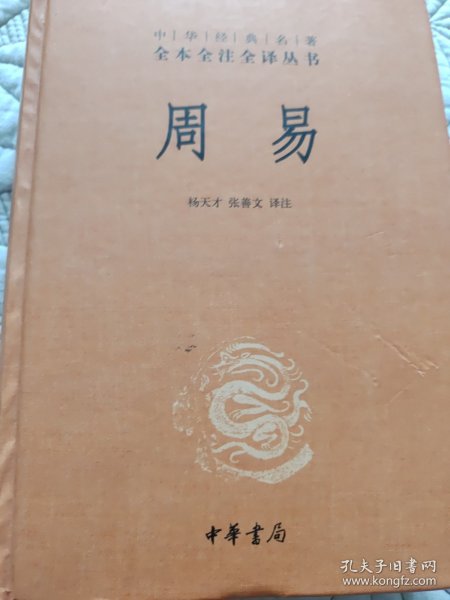 中华经典名著
全本全注全译丛书
周易
杨天才 张善文 译注
中華書局
孔夫子旧书网
www.kongfz.com